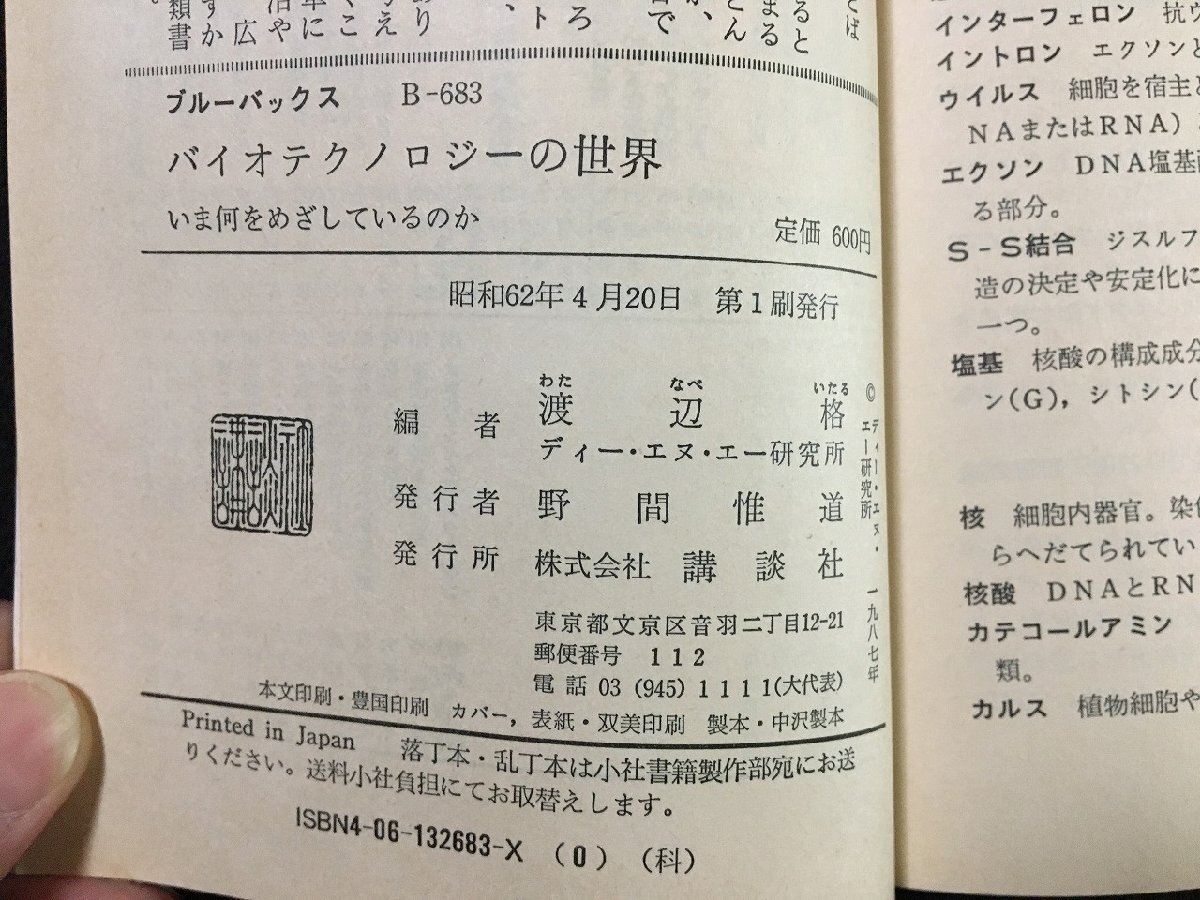 ブルーバックス B-683
バイオテクノロジーの世界
いま何をめざしているのか
定価 600円
昭和62年4月20日 第1刷発行
わた なべ いたる
編者 渡辺格
ディー・エヌ・エー研究所
発行者 野間惟道
発行所 株式会社 講談社
東京都文京区音羽二丁目12-21
郵便番号 112
電話 03 (945) 1111(大代表)
© ディー・エヌ・エー研究所 一九八七年
本文印刷・豊国印刷 カバー,表紙・双美印刷 製本・中沢製本
Printed in Japan 落丁本・乱丁本は小社書籍製作部宛にお送
りください。送料小社負担にてお取替えします。
ISBN4-06-132683-X (0) (科)
インターフェロン 抗ウ
イントロン エクソンと
ウイルス 細胞を宿主と
NAまたはRNA)
エクソン DNA塩基配
る部分。
S-S結合 ジスルフ
造の決定や安定化に
一つ。
塩基 核酸の構成成分
ン(G),シトシン(
核 細胞内器官。染色
らへだてられてい
核酸 DNAとRN
カテコールアミン
類。
カルス 植物細胞や